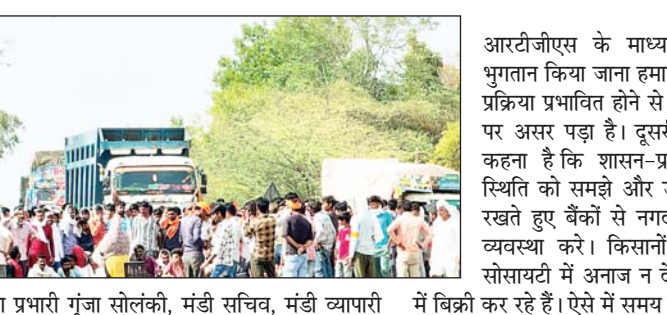 ा प्रभारी गूंजा सोलंकी, मंडी सचिव, मंडी व्यापारी
आरटीजीएस के माध्य
भुगतान किया जाना हमा
प्रक्रिया प्रभावित होने से
पर असर पड़ा है। दूसर
कहना है कि शासन-प्र
स्थिति को समझे और
रखते हुए बैंकों से नग
व्यवस्था करे। किसानों
सोसायटी में अनाज न
में बिक्री कर रहे हैं। ऐसे में समय